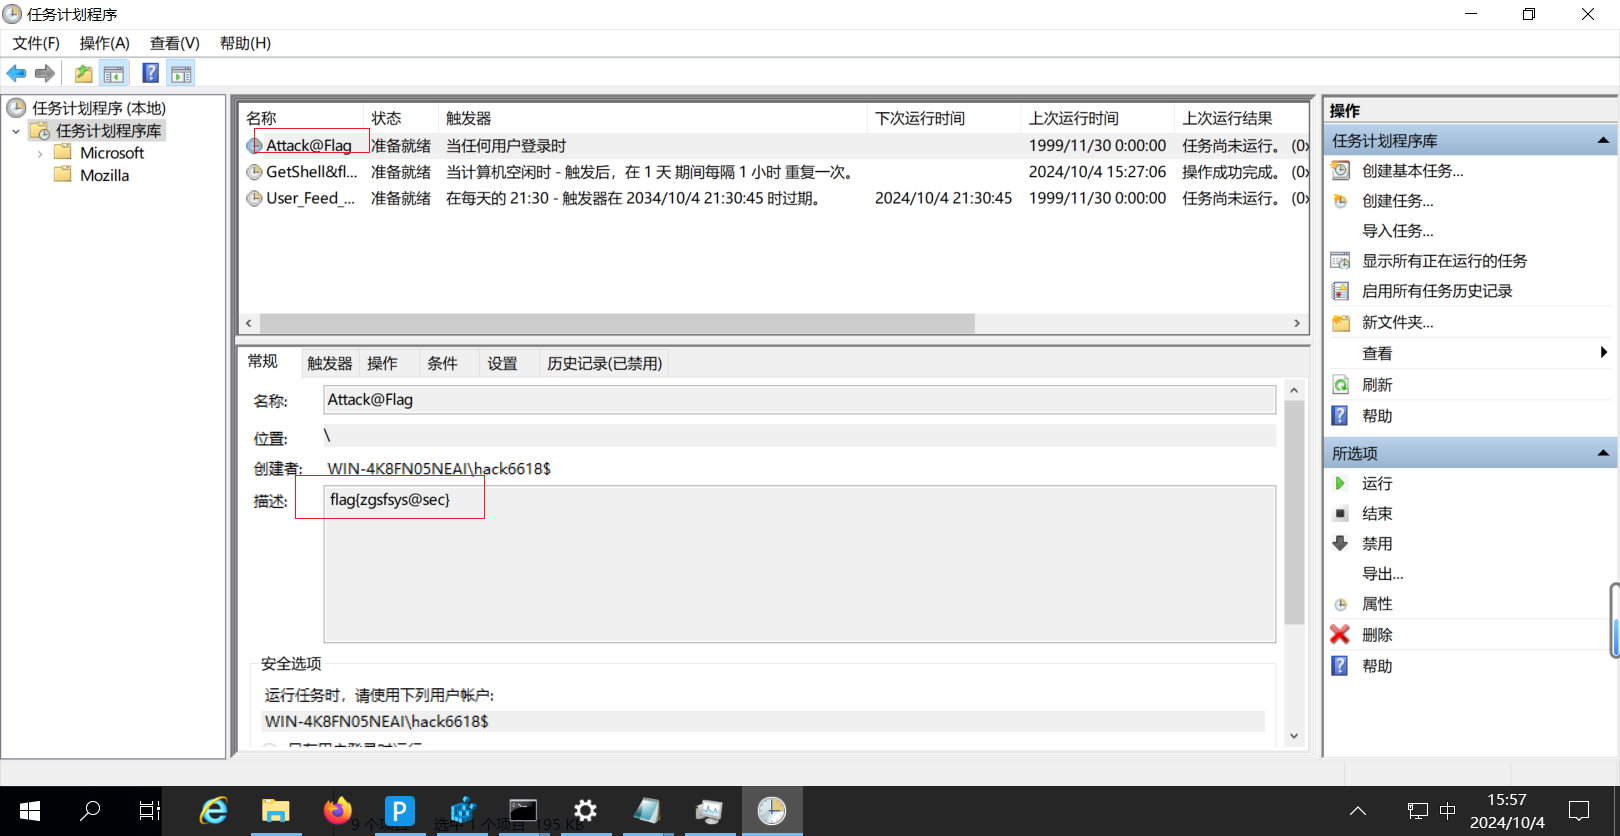 任务计划程序
文件(F) 操作(A) 查看(V) 帮助(H)
任务计划程序 (本地)
任务计划程序库
Microsoft
Mozilla
名称 状态 触发器 下次运行时间 上次运行时间 上次运行结果
Attack@Flag 准备就绪 当任何用户登录时 1999/11/30 0:00:00 任务尚未运行。 (0x
GetShell&fl... 准备就绪 当计算机空闲时 - 触发后，在 1 天 期间每隔 1 小时 重复一次。 2024/10/4 15:27:06 操作成功完成。 (0x
User_Feed_... 准备就绪 在每天的 21:30 - 触发器在 2034/10/4 21:30:45 时过期。 2024/10/4 21:30:45 1999/11/30 0:00:00 任务尚未运行。 (0x
常规 触发器 操作 条件 设置 历史记录(已禁用)
名称: Attack@Flag
位置: \
创建者: WIN-4K8FN05NEAI\hack6618$
描述: flag{zgsfsys@sec}
安全选项
运行任务时，请使用下列用户帐户:
WIN-4K8FN05NEAI\hack6618$
只在用户登录时运行
操作
任务计划程序库
创建基本任务...
创建任务...
导入任务...
显示所有正在运行的任务
启用所有任务历史记录
新文件夹...
查看
刷新
帮助
所选项
运行
结束
禁用
导出...
属性
删除
帮助
9 个项目 选中 1 个项目 195 KB
中
15:57
2024/10/4